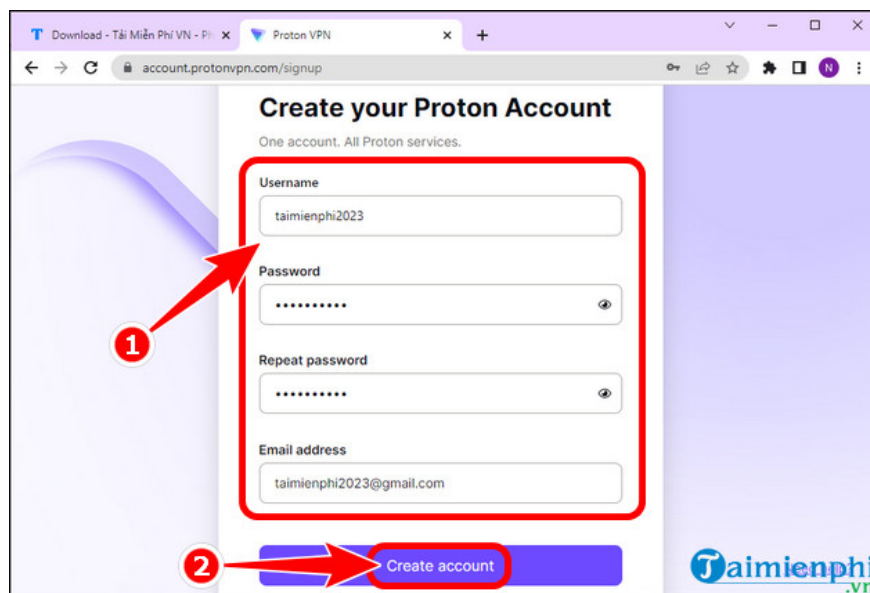 Download - Tải Miễn Phí VN - Ph
Proton VPN
account.protonvpn.com/signup
N
Create your Proton Account
One account. All Proton services.
Username
taimienphi2023
Password
••••••••••
1
Repeat password
••••••••••
Email address
taimienphi2023@gmail.com
2
Create account
Taimienphi
.vn